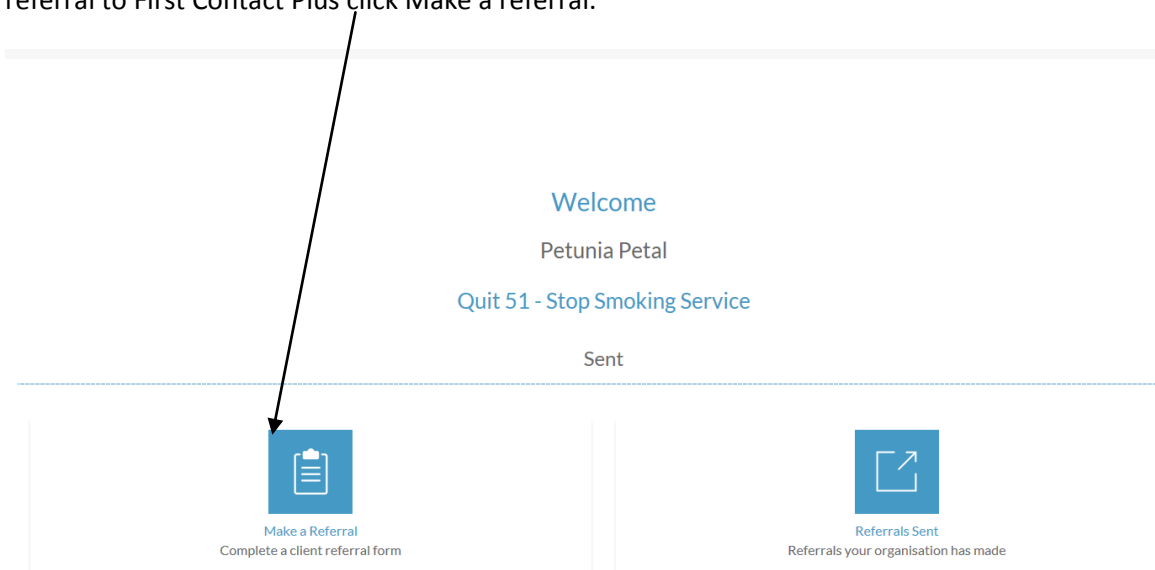 referral to First Contact Plus click Make a referral.
Welcome
Petunia Petal
Quit 51 - Stop Smoking Service
Sent
Make a Referral
Complete a client referral form
Referrals Sent
Referrals your organisation has made